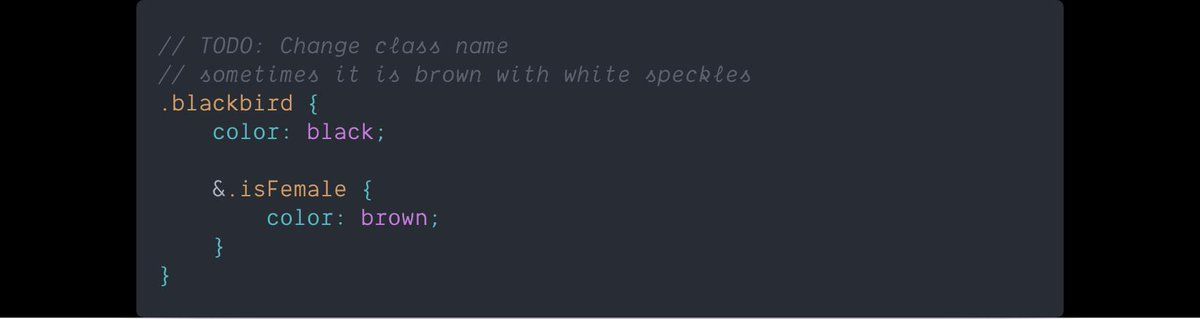 // TODO: Change class name
// sometimes it is brown with white speckles
.blackbird {
    color: black;

    &.isFemale {
        color: brown;
    }
}